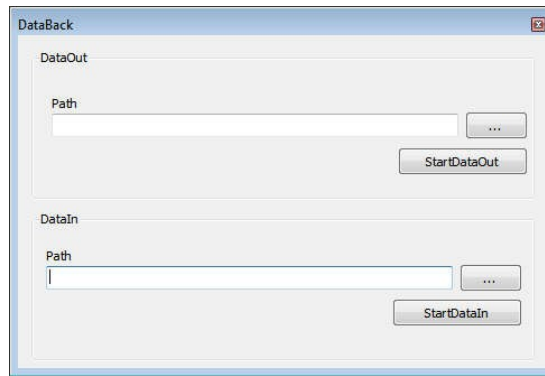 DataBack
DataOut
Path
...
StartDataOut
DataIn
Path
...
StartDataIn